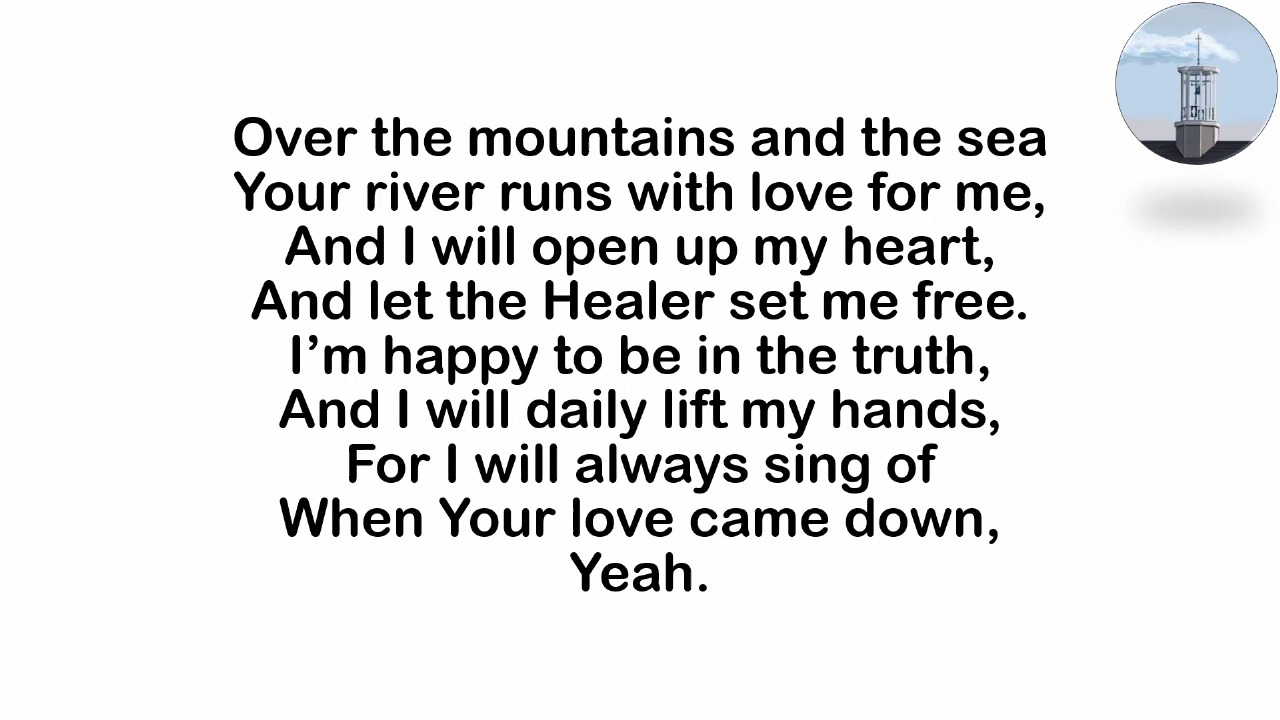 Over the mountains and the sea
Your river runs with love for me,
And I will open up my heart,
And let the Healer set me free.
I’m happy to be in the truth,
And I will daily lift my hands,
For I will always sing of
When Your love came down,
Yeah.